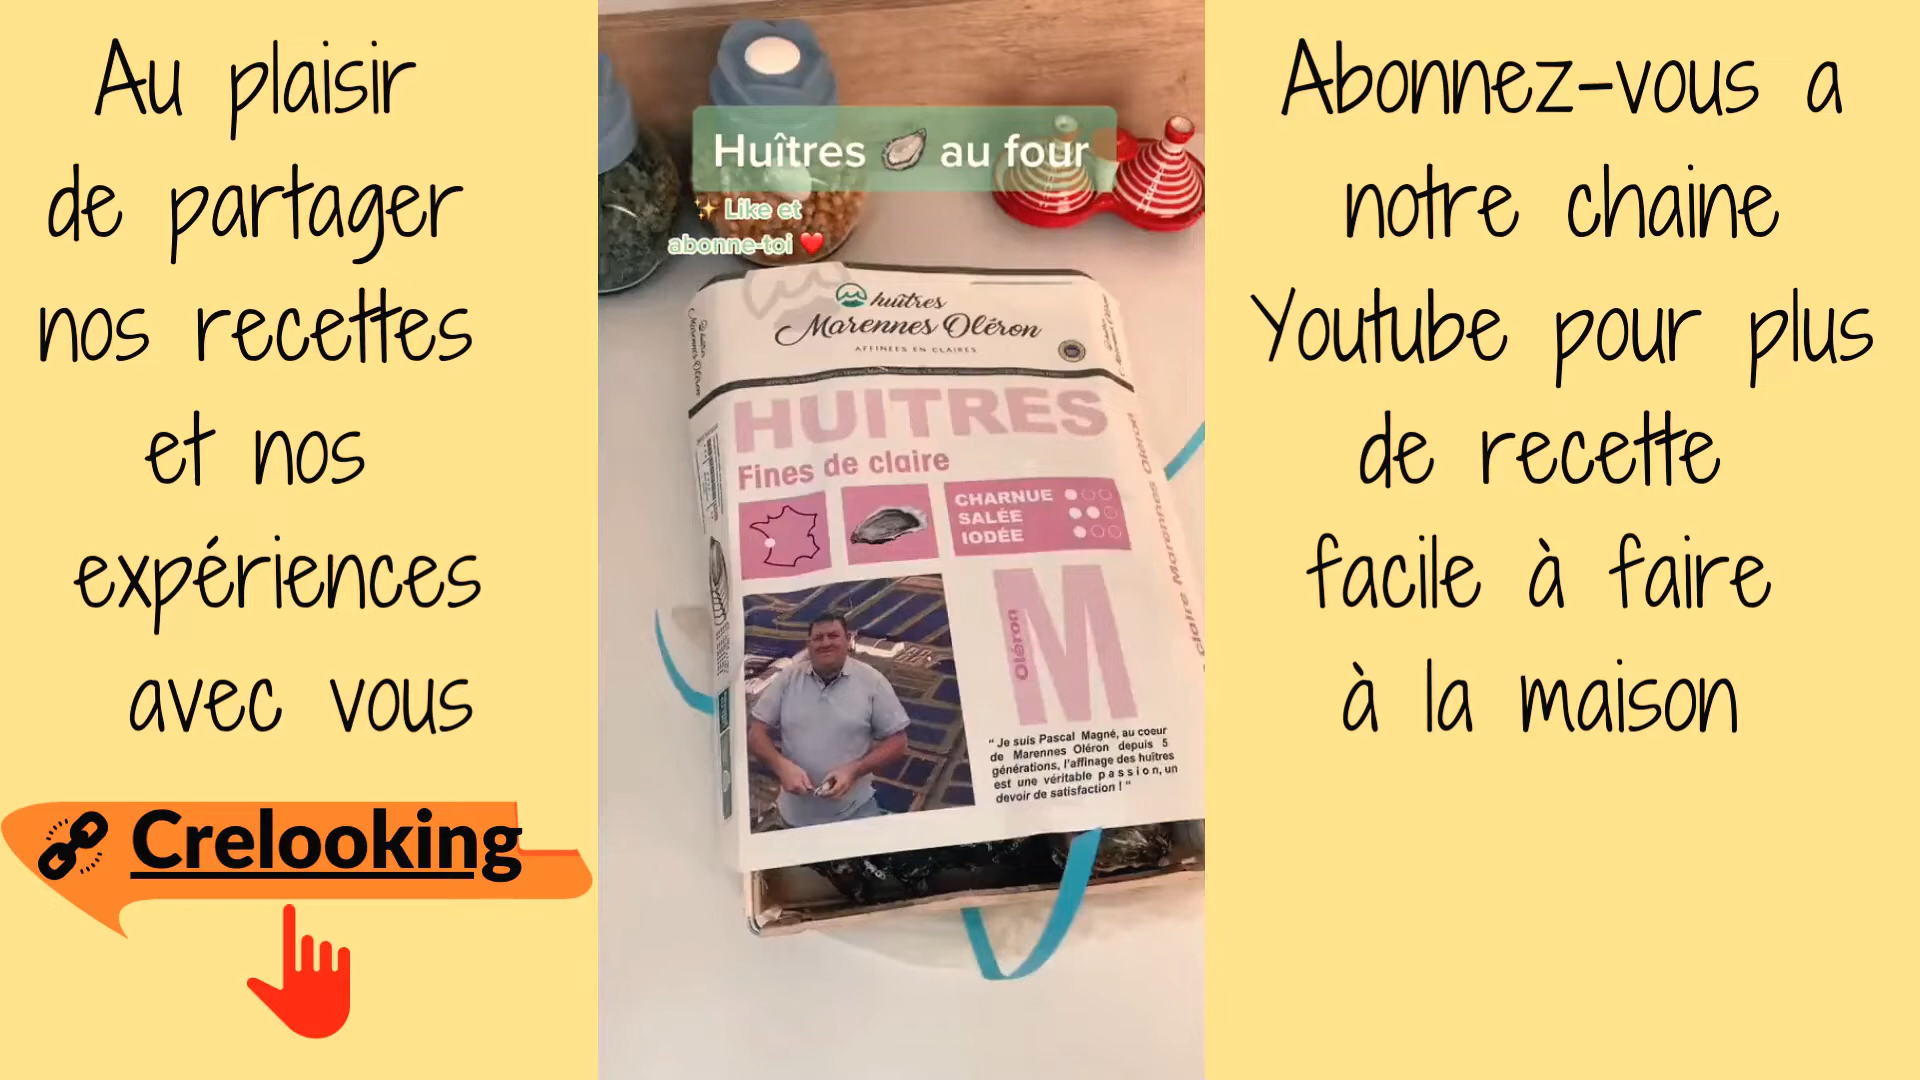 Au plaisir
de partager
nos recettes
et nos
expériences
avec vous
Crelooking
Huîtres 🦪 au four
✨ Like et
abonne-toi ❤️
huîtres
Marennes Oléron
AFFINÉES EN CLAIRES
HUITRES
Fines de claire
CHARNUE
SALÉE
IODÉE
Oléron
M
" Je suis Pascal Magné, au coeur
de Marennes Oléron depuis 5
générations, l'affinage des huîtres
est une véritable passion, un
devoir de satisfaction ! "
Abonnez-vous a
notre chaine
Youtube pour plus
de recette
facile à faire
à la maison